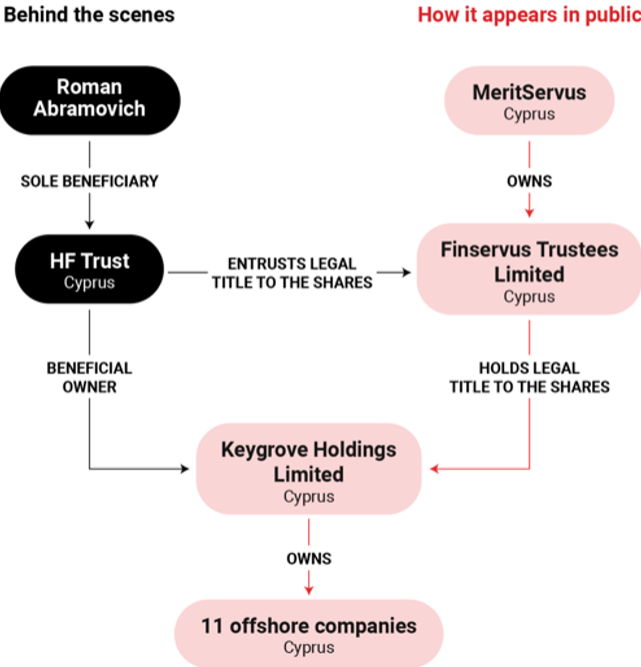 Behind the scenes
How it appears in public
Roman
Abramovich
MeritServus
Cyprus
SOLE BENEFICIARY
OWNS
HF Trust
Cyprus
ENTRUSTS LEGAL
TITLE TO THE SHARES
Finservus Trustees
Limited
Cyprus
BENEFICIAL
OWNER
HOLDS LEGAL
TITLE TO THE SHARES
Keygrove Holdings
Limited
Cyprus
OWNS
11 offshore companies
Cyprus